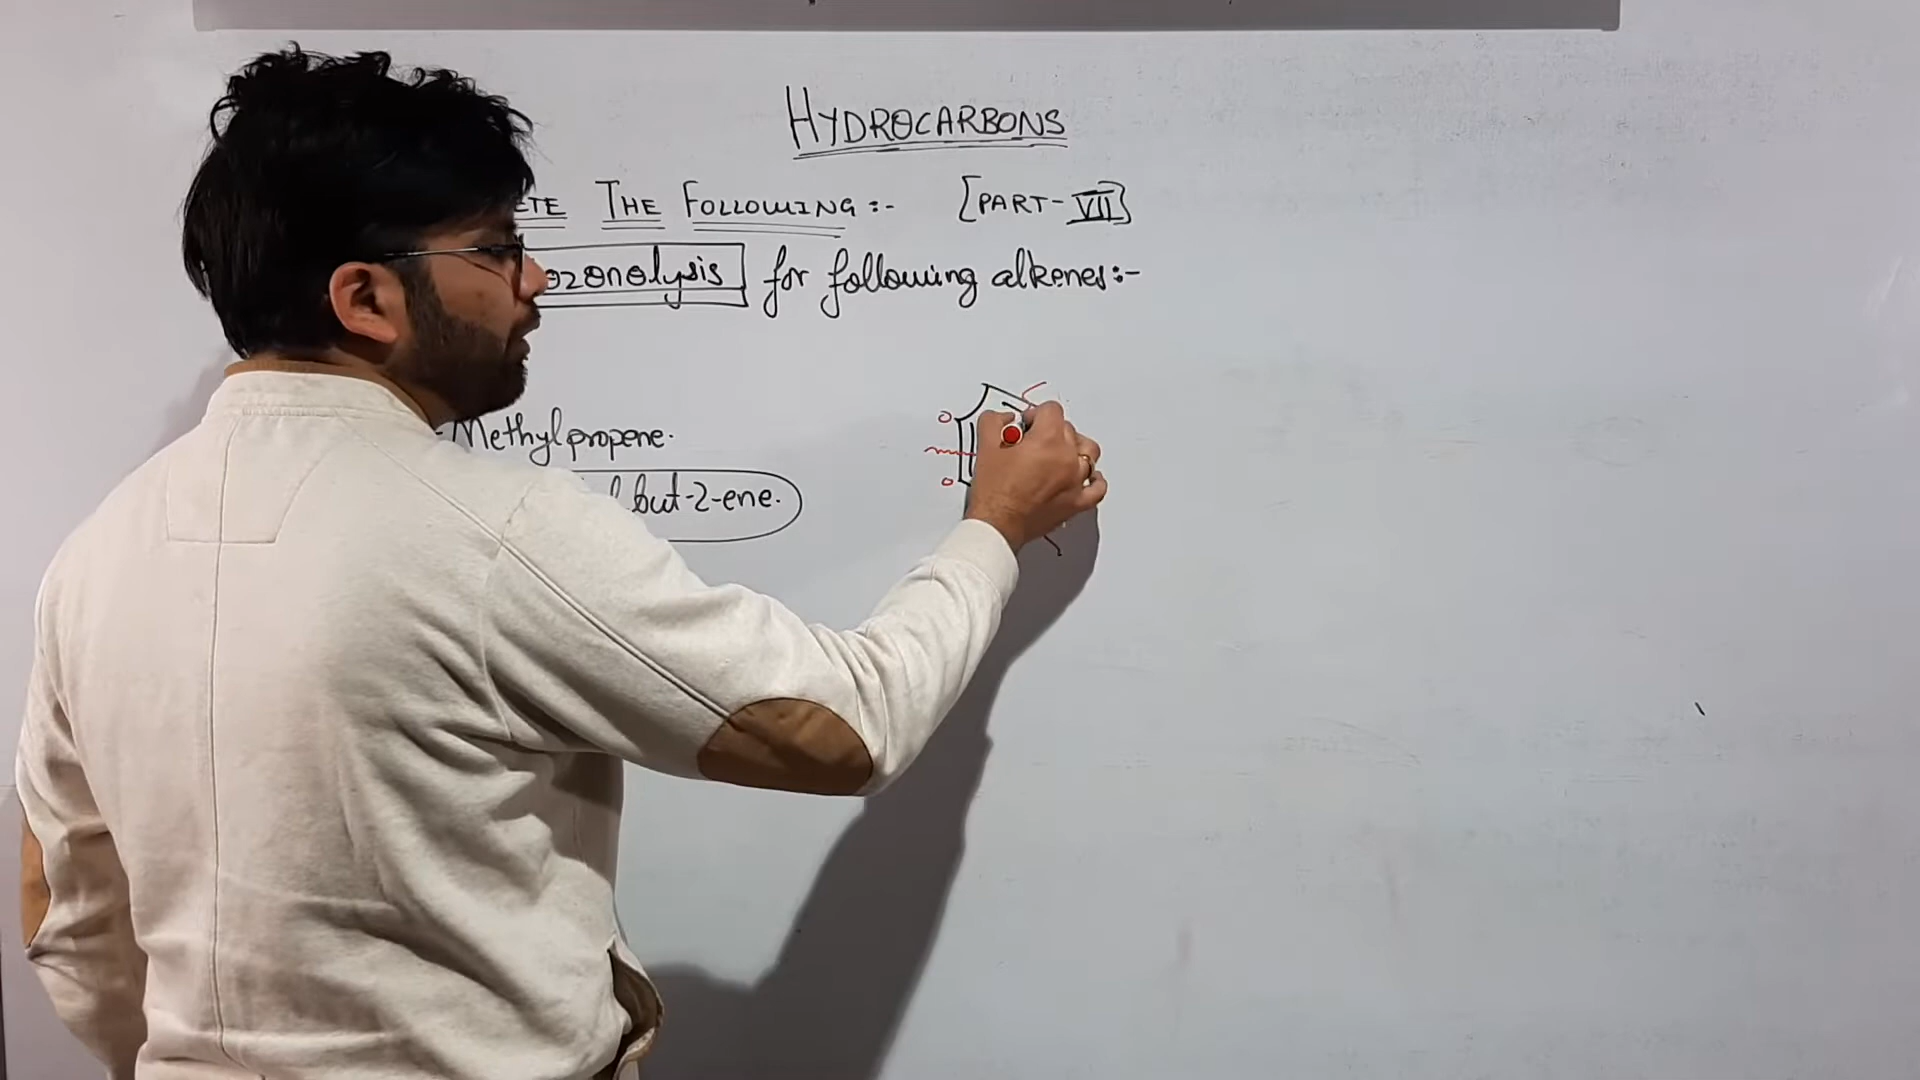 HYDROCARBONS
THE FOLLOWING :- [PART-VII]
ozonolysis for following alkenes:-
-Methylpropene.
but-2-ene.
O
O